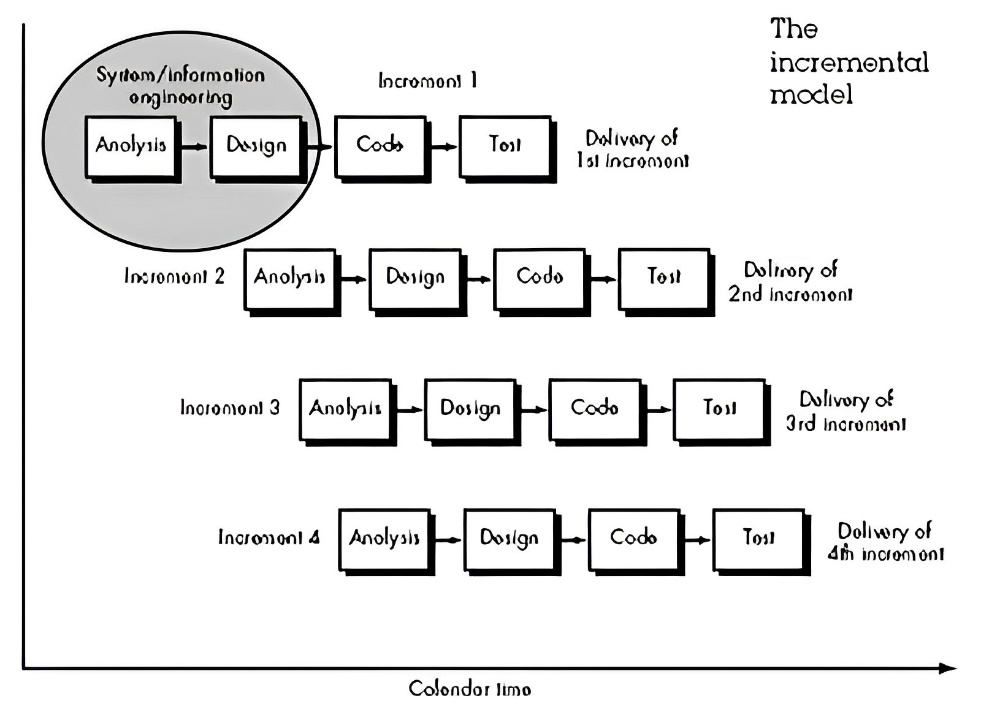 The
incremental
model
System/information
engineering
Increment 1
Analysis
Design
Code
Test
Delivery of
1st increment
Increment 2
Analysis
Design
Code
Test
Delivery of
2nd increment
Increment 3
Analysis
Design
Code
Test
Delivery of
3rd increment
Increment 4
Analysis
Design
Code
Test
Delivery of
4th increment
Calendar time